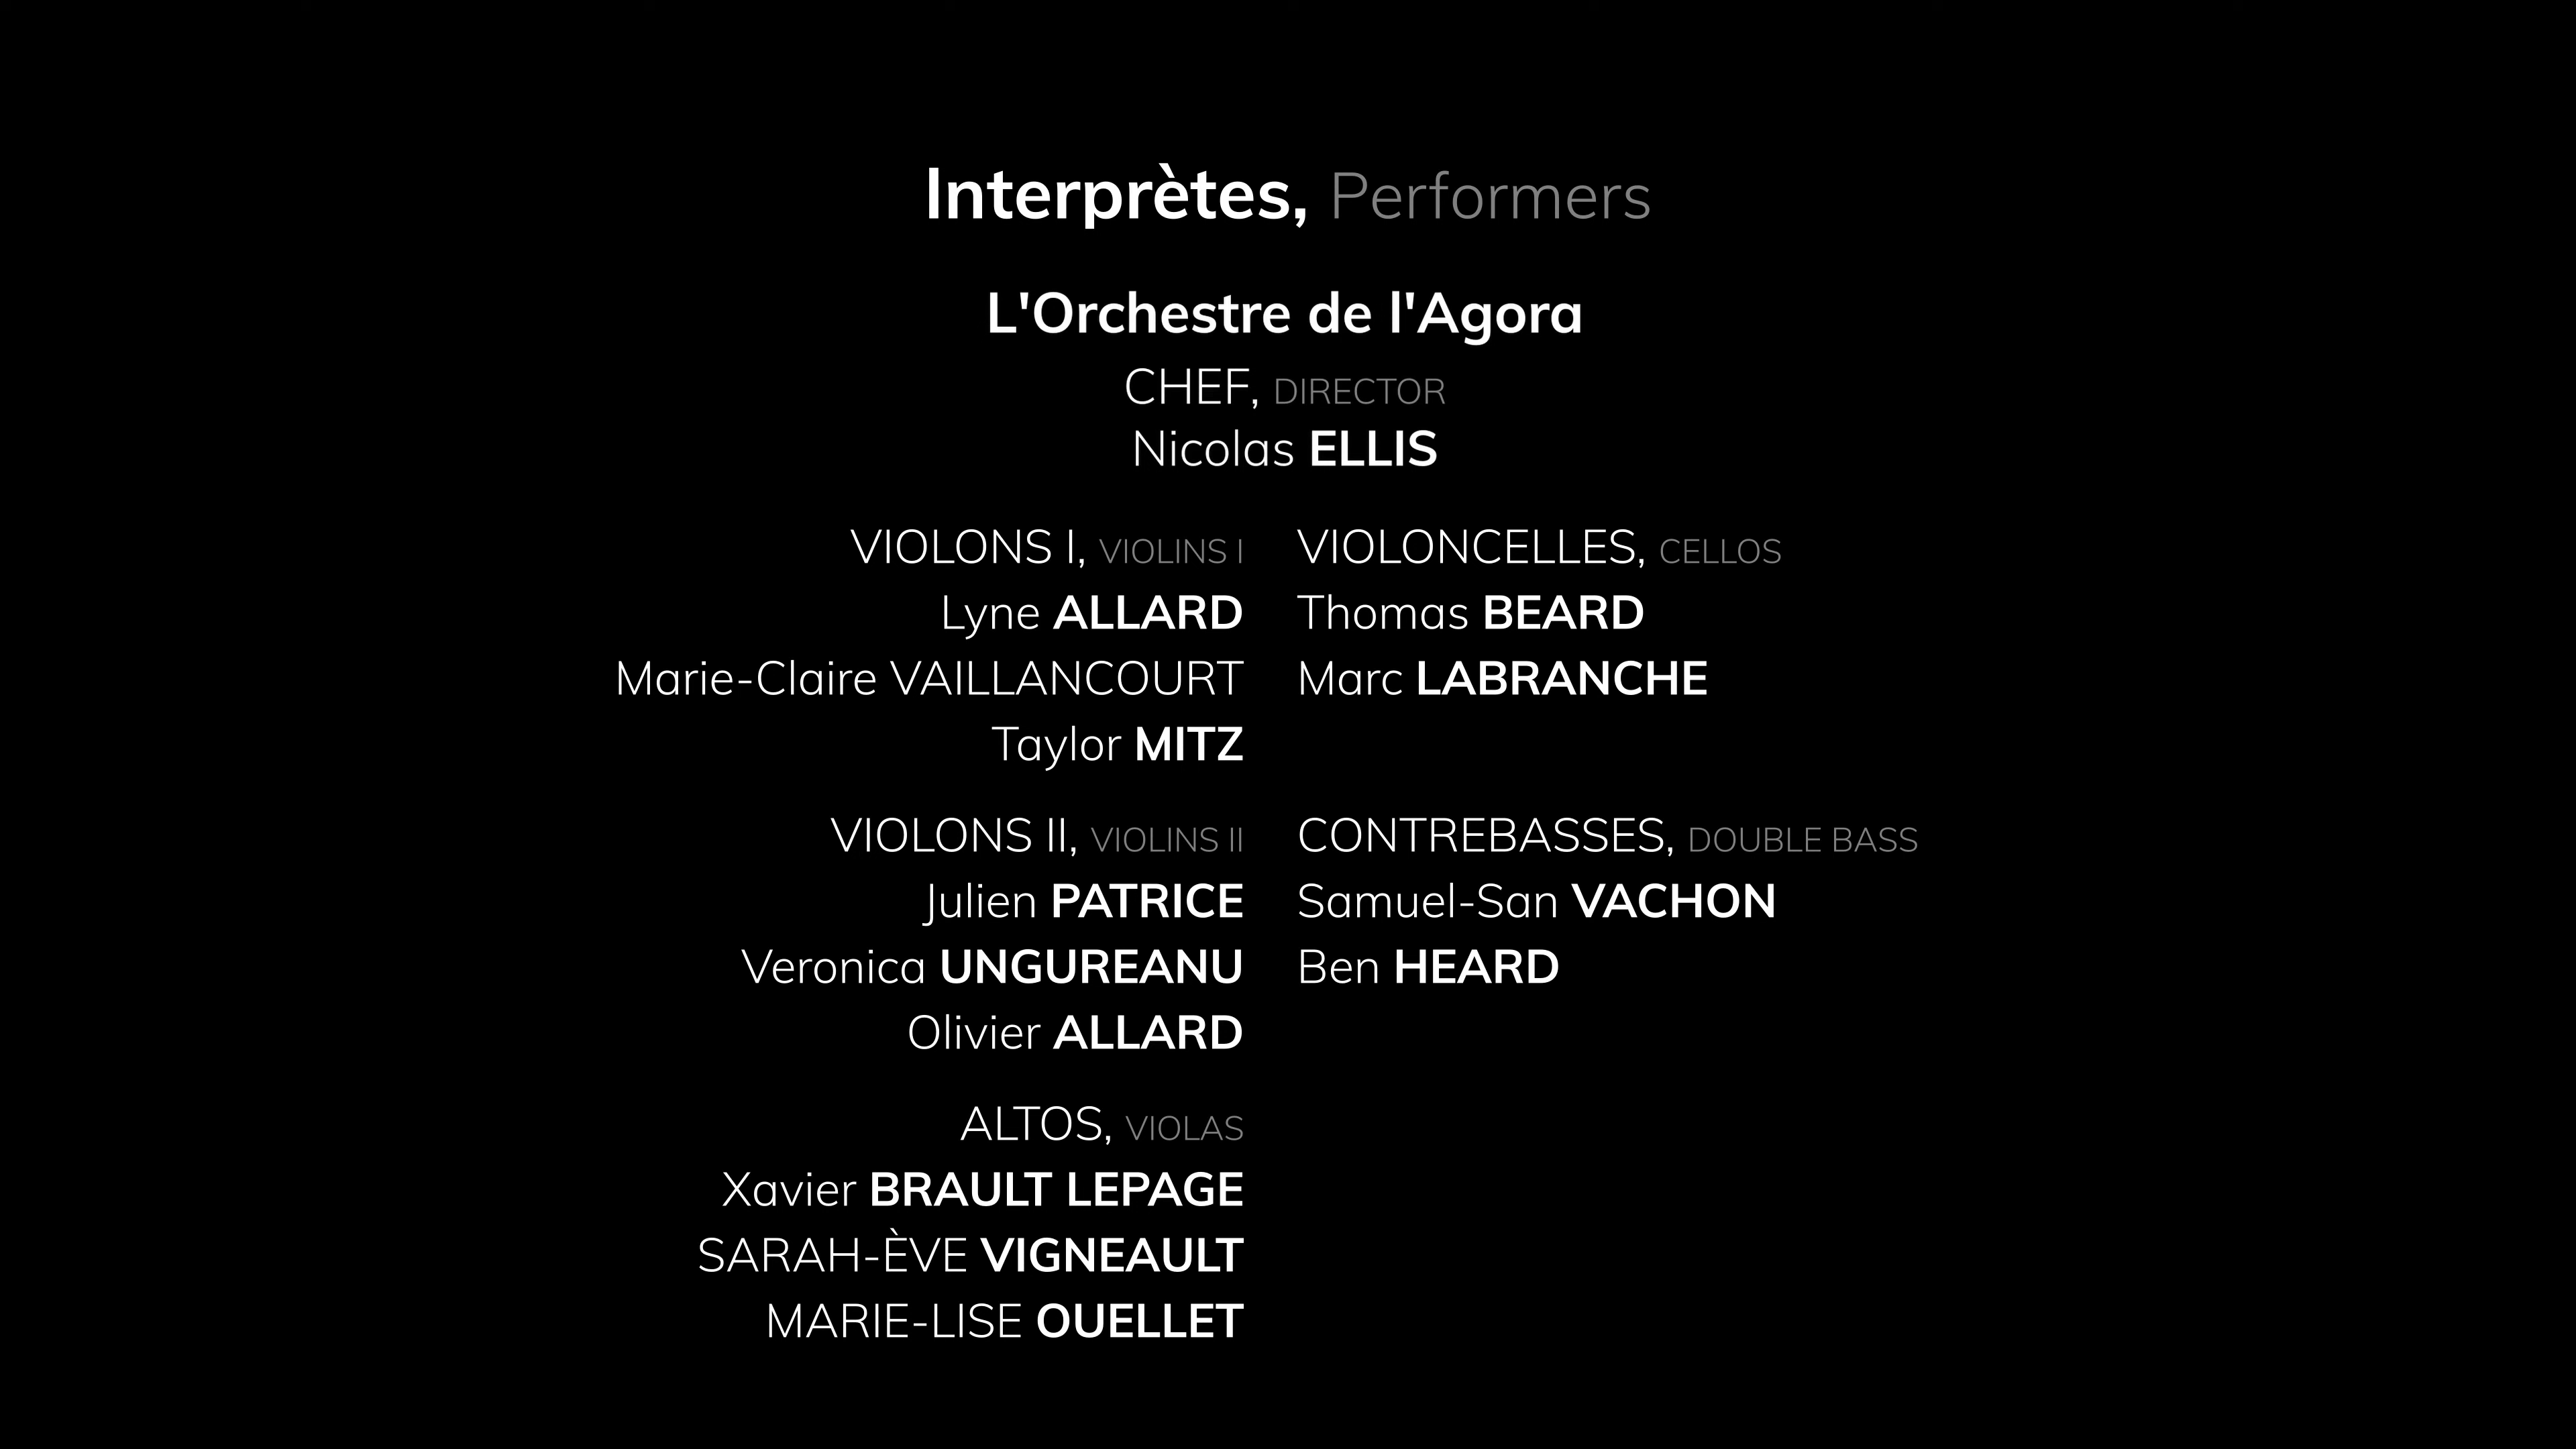 Interprètes, Performers
L'Orchestre de l'Agora
CHEF, DIRECTOR
Nicolas ELLIS
VIOLONS I, VIOLINS I
Lyne ALLARD
Marie-Claire VAILLANCOURT
Taylor MITZ
VIOLONS II, VIOLINS II
Julien PATRICE
Veronica UNGUREANU
Olivier ALLARD
ALTOS, VIOLAS
Xavier BRAULT LEPAGE
SARAH-ÈVE VIGNEAULT
MARIE-LISE OUELLET
VIOLONCELLES, CELLOS
Thomas BEARD
Marc LABRANCHE
CONTREBASSES, DOUBLE BASS
Samuel-San VACHON
Ben HEARD